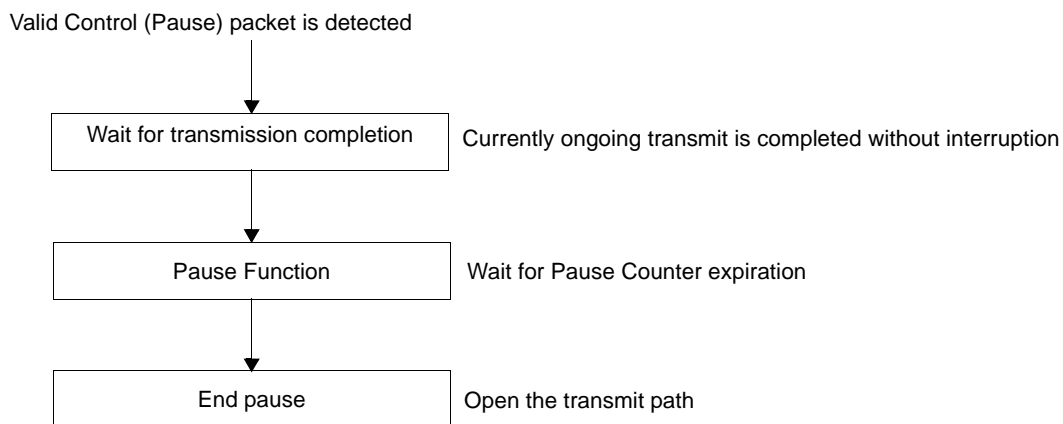 Valid Control (Pause) packet is detected
Wait for transmission completion
Currently ongoing transmit is completed without interruption
Pause Function
Wait for Pause Counter expiration
End pause
Open the transmit path